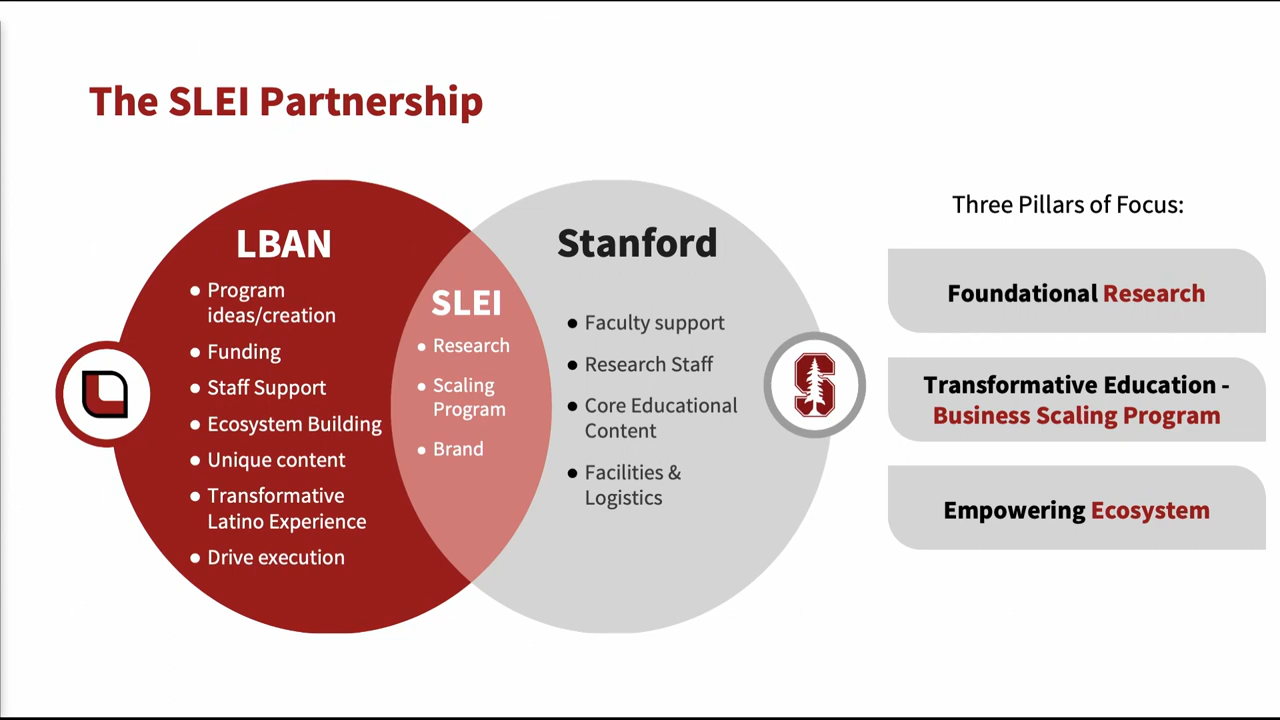 The SLEI Partnership
LBAN
Program
ideas/creation
Funding
Staff Support
Ecosystem Building
Unique content
Transformative
Latino Experience
Drive execution
SLEI
Research
Scaling
Program
Brand
Stanford
Faculty support
Research Staff
Core Educational
Content
Facilities &
Logistics
Three Pillars of Focus:
Foundational Research
Transformative Education -
Business Scaling Program
Empowering Ecosystem